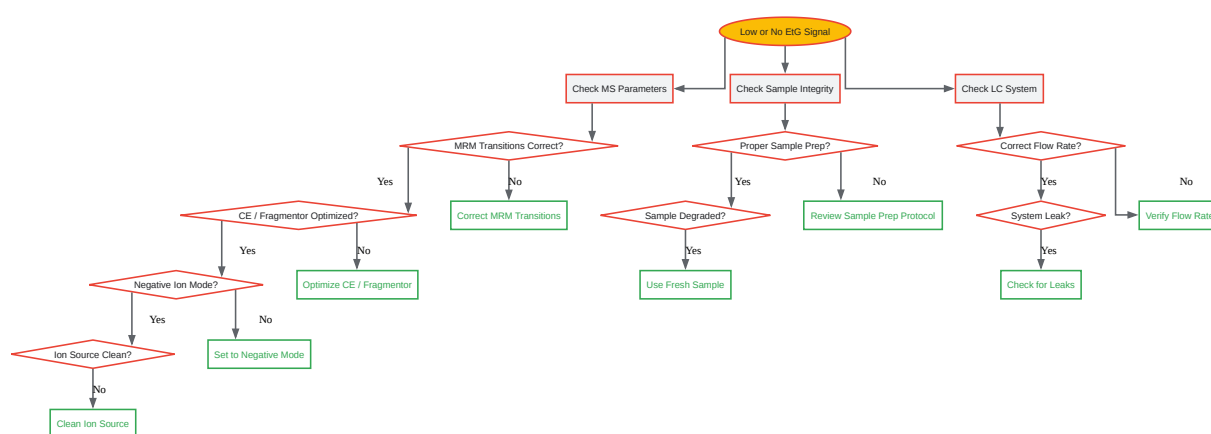 Low or No EtG Signal
Check MS Parameters
Check Sample Integrity
Check LC System
MRM Transitions Correct?
Proper Sample Prep?
Correct Flow Rate?
Yes
No
Yes
No
Yes
No
CE / Fragmentor Optimized?
Correct MRM Transitions
Sample Degraded?
Review Sample Prep Protocol
System Leak?
Verify Flow Rate
Yes
No
Yes
Yes
Negative Ion Mode?
Optimize CE / Fragmentor
Use Fresh Sample
Check for Leaks
Yes
No
Ion Source Clean?
Set to Negative Mode
No
Clean Ion Source